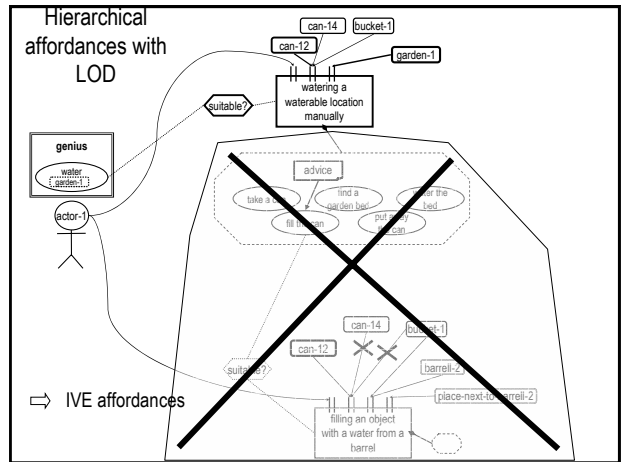 Hierarchical
affordances with
LOD
can-14
bucket-1
can-12
garden-1
watering a
waterable location
manually
suitable?
genius
water
garden-1
actor-1
advice
take a can
find a
garden bed
water the
bed
fill the can
put away
the can
can-14
bucket-1
can-12
barrell-2
suitable?
place-next-to barrell-2
⇨ IVE affordances
filling an object
with a water from a
barrel